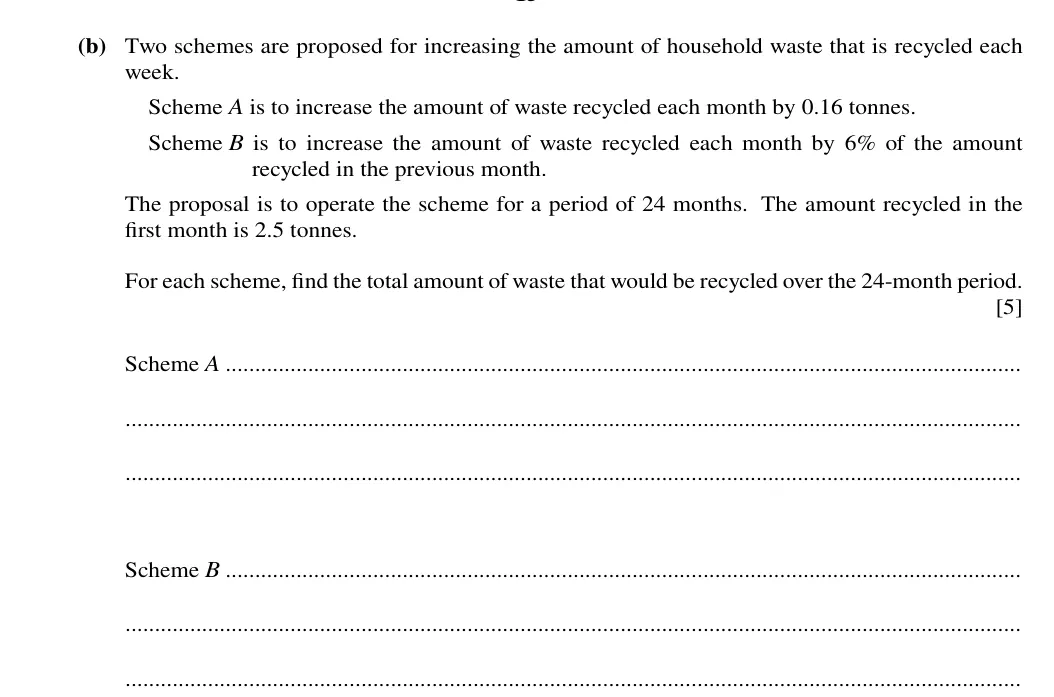 (b) Two schemes are proposed for increasing the amount of household waste that is recycled each
week.
Scheme A is to increase the amount of waste recycled each month by 0.16 tonnes.
Scheme B is to increase the amount of waste recycled each month by 6% of the amount
recycled in the previous month.
The proposal is to operate the scheme for a period of 24 months. The amount recycled in the
first month is 2.5 tonnes.
For each scheme, find the total amount of waste that would be recycled over the 24-month period.
[5]
Scheme A
Scheme B